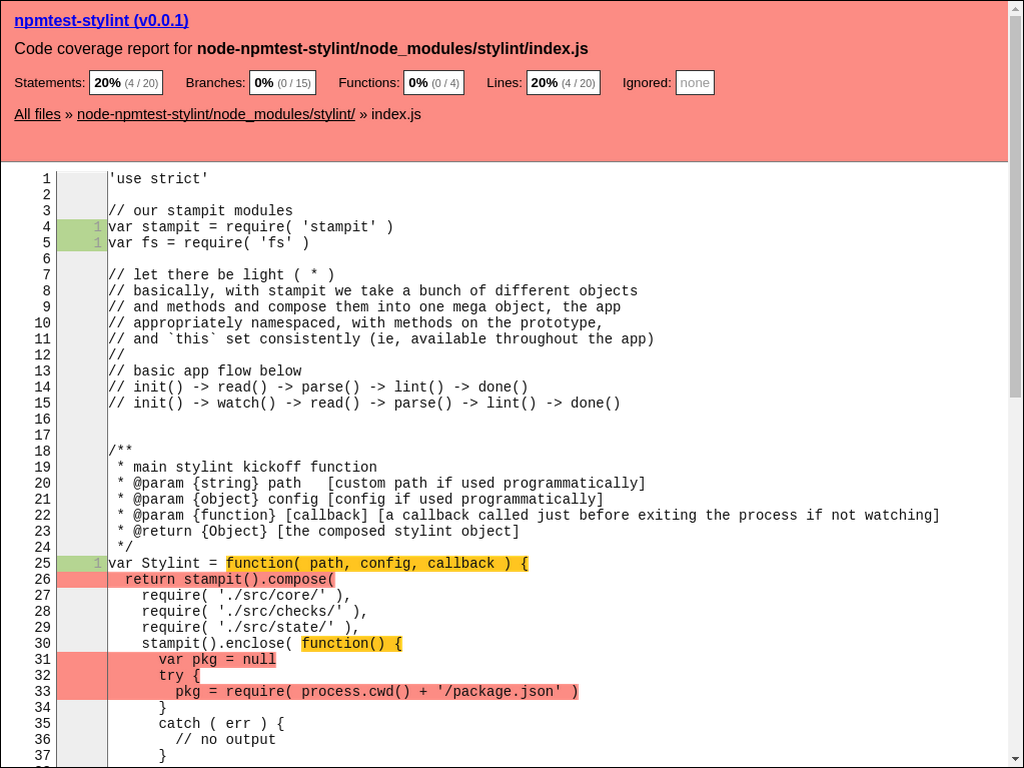 npmtest-stylint (v0.0.1)
Code coverage report for node-npmtest-stylint/node_modules/stylint/index.js
Statements: 20% (4 / 20) Branches: 0% (0 / 15) Functions: 0% (0 / 4) Lines: 20% (4 / 20) Ignored: none
All files » node-npmtest-stylint/node_modules/stylint/ » index.js
1 'use strict'
2
3 // our stampit modules
4 1 var stampit = require( 'stampit' )
5 1 var fs = require( 'fs' )
6
7 // let there be light ( * )
8 // basically, with stampit we take a bunch of different objects
9 // and methods and compose them into one mega object, the app
10 // appropriately namespaced, with methods on the prototype,
11 // and `this` set consistently (ie, available throughout the app)
12 //
13 // basic app flow below
14 // init() -> read() -> parse() -> lint() -> done()
15 // init() -> watch() -> read() -> parse() -> lint() -> done()
16
17
18 /**
19  * main stylint kickoff function
20  * @param {string} path   [custom path if used programmatically]
21  * @param {object} config [config if used programmatically]
22  * @param {function} [callback] [a callback called just before exiting the process if not watching]
23  * @return {Object} [the composed stylint object]
24  */
25 1 var Stylint = function( path, config, callback ) {
26   return stampit().compose(
27     require( './src/core/' ),
28     require( './src/checks/' ),
29     require( './src/state/' ),
30     stampit().enclose( function() {
31       var pkg = null
32       try {
33         pkg = require( process.cwd() + '/package.json' )
34       }
35       catch ( err ) {
36         // no output
37       }